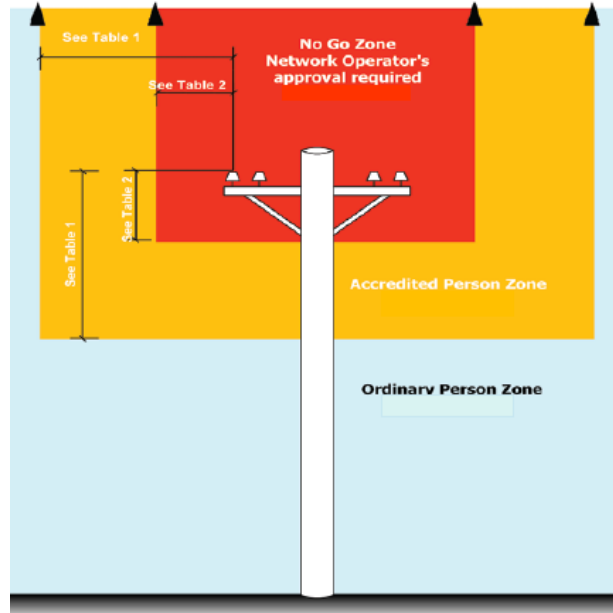 See Table 1
No Go Zone
Network Operator's
approval required
See Table 2
See Table 2
See Table 1
Accredited Person Zone
Ordinary Person Zone